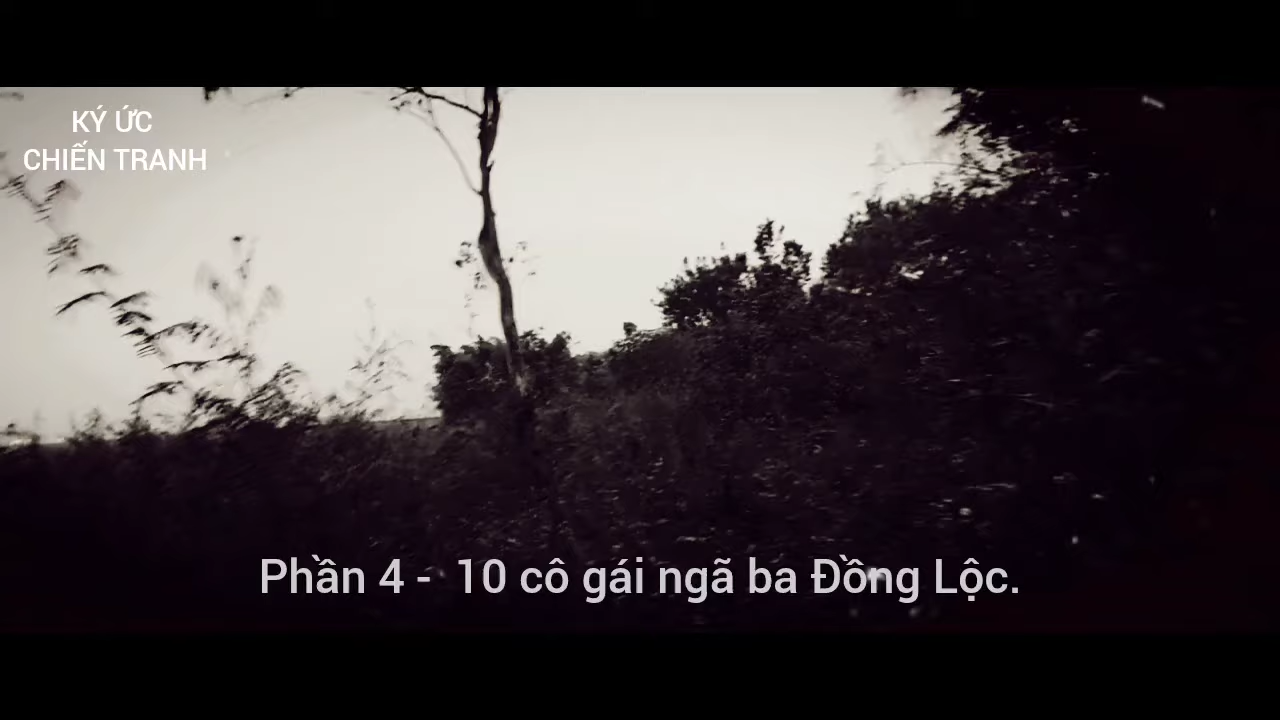 KÝ ỨC
CHIẾN TRANH
Phần 4 - 10 cô gái ngã ba Đồng Lộc.